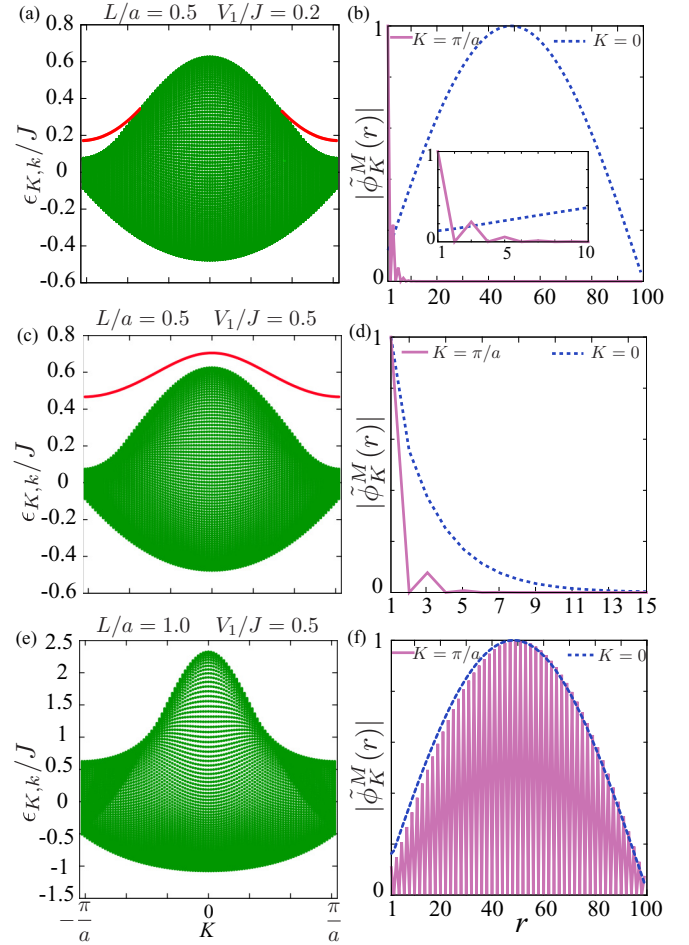 (a) L/a = 0.5 V₁/J = 0.2
0.8
0.6
0.4
0.2
0
-0.2
-0.4
-0.6
ϵ_{K,k}/J
(b)
K = π/a K = 0
1
0
|ϕ̃_K^M(r)|
1
0
1 5 10
1 20 40 60 80 100
(c) L/a = 0.5 V₁/J = 0.5
0.8
0.6
0.4
0.2
0
-0.2
-0.4
-0.6
ϵ_{K,k}/J
(d)
K = π/a K = 0
1
0
|ϕ̃_K^M(r)|
1 3 5 7 9 11 13 15
(e) L/a = 1.0 V₁/J = 0.5
2.5
2
1.5
1
0.5
0
-0.5
-1
-1.5
ϵ_{K,k}/J
-π/a 0 π/a
K
(f)
K = π/a K = 0
1
0
|ϕ̃_K^M(r)|
1 20 40 60 80 100
r